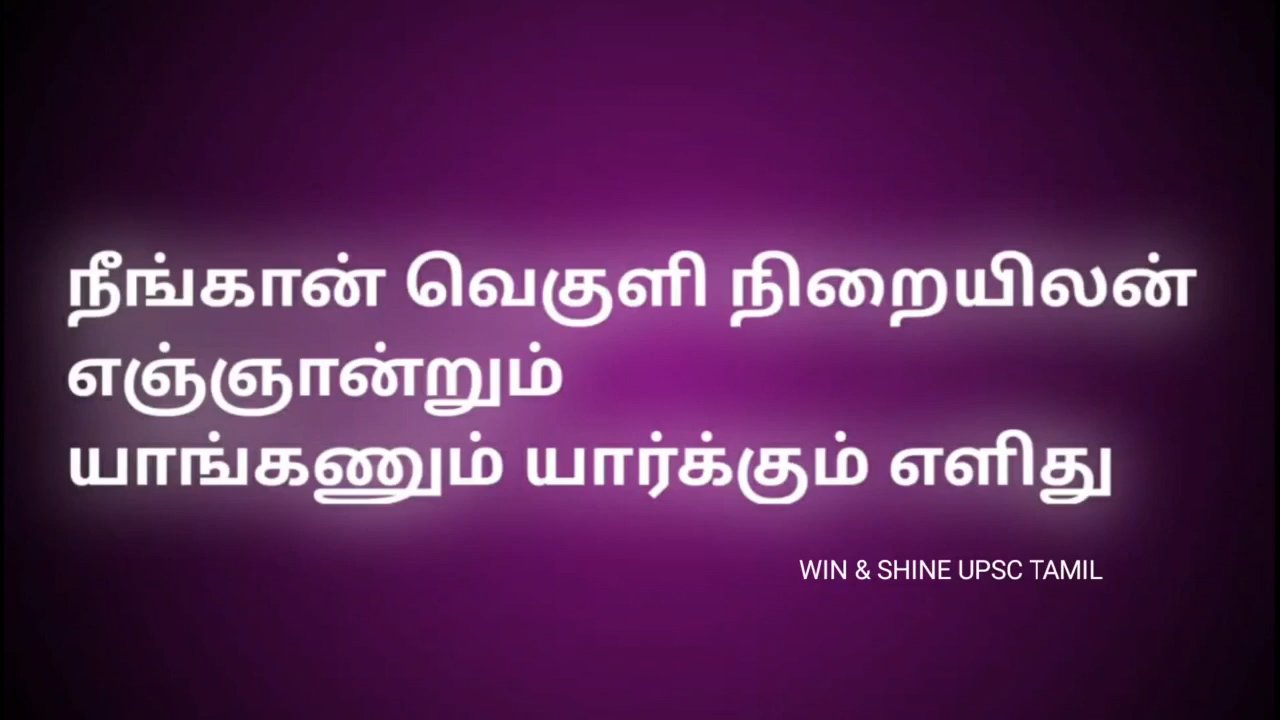 நீங்கான் வெகுளி நிறையிலன்
எஞ்ஞான்றும்
யாங்கணும் யார்க்கும் எளிது
WIN & SHINE UPSC TAMIL